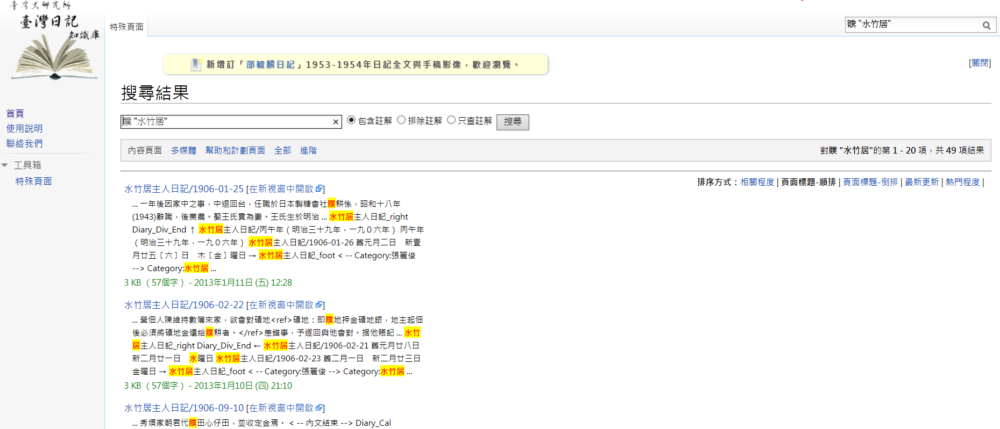 臺灣史研究所
臺灣日記
知識庫
特殊頁面
贌 "水竹居"
新增訂「邵毓麟日記」1953-1954年日記全文與手稿影像，歡迎瀏覽。
[關閉]
搜尋結果
贌 "水竹居" × 包含註解 排除註解 只查註解 搜尋
首頁
使用說明
聯絡我們
工具箱
特殊頁面
內容頁面 多媒體 幫助和計劃頁面 全部 進階 對贌 "水竹居"的第 1 - 20 項，共 49 項結果
排序方式：相關程度 | 頁面標題-順排 | 頁面標題-倒排 | 最新更新 | 熱門程度 |
水竹居主人日記/1906-01-25 [在新視窗中開啟]
... 一年後因家中之事，中退回台，任職於日本製糖會社贌耕係，昭和十八年
(1943)辭職，後業農。娶王氏貫為妻。王氏生於明治 ... 水竹居主人日記_right
Diary_Div_End ↑ 水竹居主人日記/丙午年（明治三十九年，一九０六年） 丙午年
（明治三十九年，一九０六年） 水竹居主人日記/1906-01-26 舊元月二日　新壹
月廿五〔六〕日　木〔金〕曜日 → 水竹居主人日記_foot < -- Category:張麗俊
--> Category:水竹居 ...
3 KB （57個字） - 2013年1月11日 (五) 12:28
水竹居主人日記/1906-02-22 [在新視窗中開啟]
... 營佃人陳維持數簿來家，欲會對磧地<ref>磧地：即贌地押金磧地銀，地主起佃
後必須將磧地金還給贌耕者。</ref>差錯事，予遂回與他會對。据他賬記 ... 水竹
居主人日記_right Diary_Div_End ← 水竹居主人日記/1906-02-21 舊元月廿八日
新二月廿一日　水曜日 水竹居主人日記/1906-02-23 舊二月一日　新二月廿三日
金曜日 → 水竹居主人日記_foot < -- Category:張麗俊 --> Category:水竹居 ...
3 KB （57個字） - 2013年1月10日 (四) 21:10
水竹居主人日記/1906-09-10 [在新視窗中開啟]
... 秀煩家朝君代贌田心仔田，並收定金焉。 < -- 內文結束 --> Diary_Cal